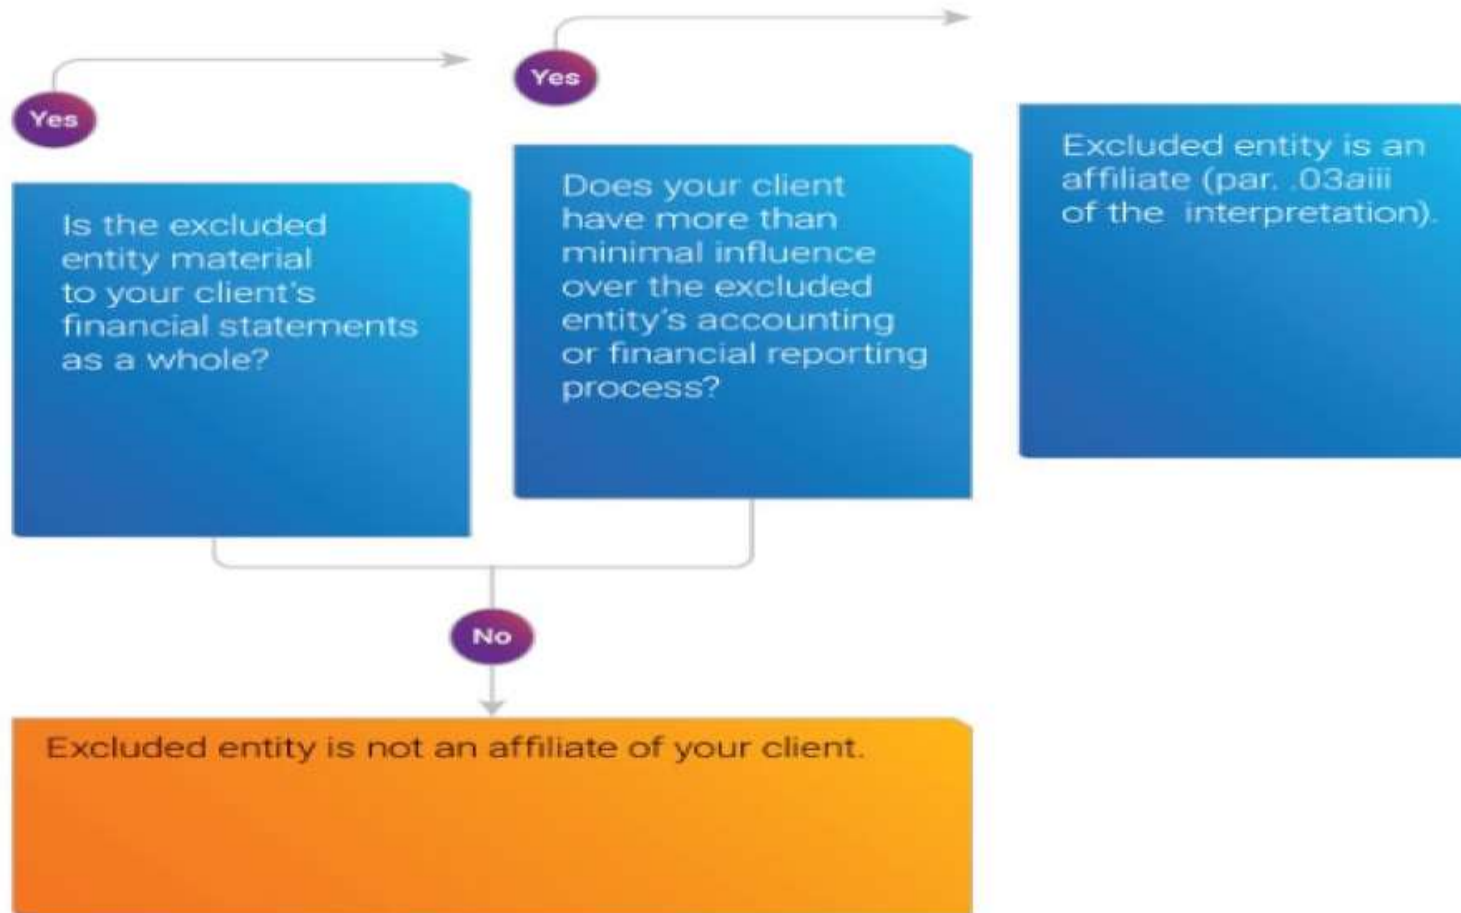 Yes
Is the excluded
entity material
to your client's
financial statements
as a whole?
Yes
Does your client
have more than
minimal influence
over the excluded
entity's accounting
or financial reporting
process?
Excluded entity is an
affiliate (par. .03aiii
of the interpretation).
No
Excluded entity is not an affiliate of your client.